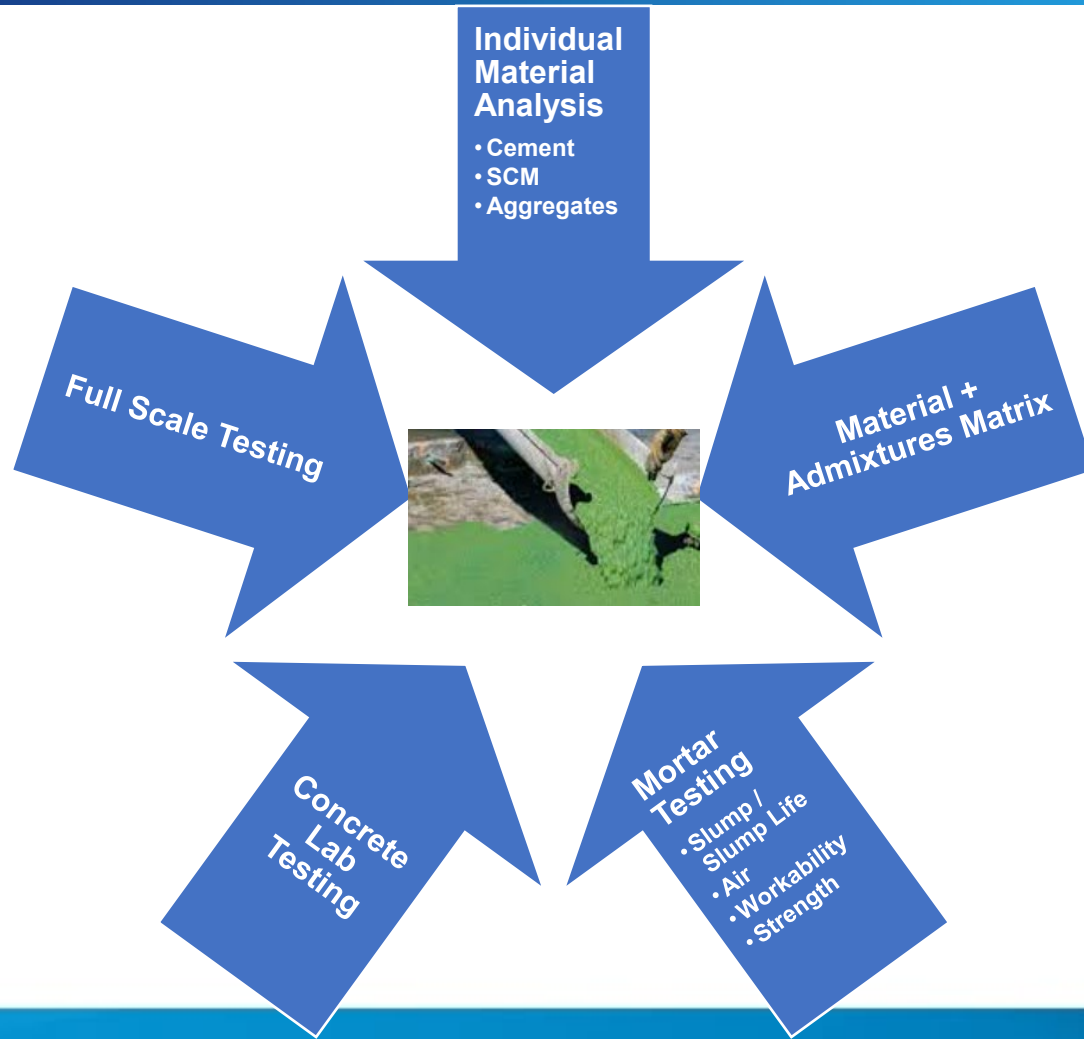 Individual
Material
Analysis
• Cement
• SCM
• Aggregates
Material +
Admixtures Matrix
Mortar
Testing
• Slump /
Slump Life
• Air
• Workability
• Strength
Concrete
Lab
Testing
Full Scale Testing